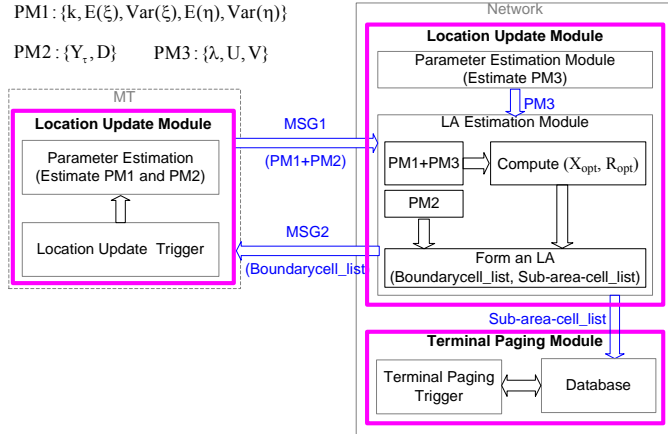 PM1:{k, E(ξ), Var(ξ), E(η), Var(η)}
PM2:{Y_τ, D} PM3:{λ, U, V}
Network
Location Update Module
Parameter Estimation Module
(Estimate PM3)
PM3
LA Estimation Module
PM1+PM3
Compute (X_opt, R_opt)
PM2
Form an LA
(Boundarycell_list, Sub-area-cell_list)
MT
Location Update Module
Parameter Estimation
(Estimate PM1 and PM2)
Location Update Trigger
MSG1
(PM1+PM2)
MSG2
(Boundarycell_list
Sub-area-cell_list
Terminal Paging Module
Terminal Paging
Trigger
Database